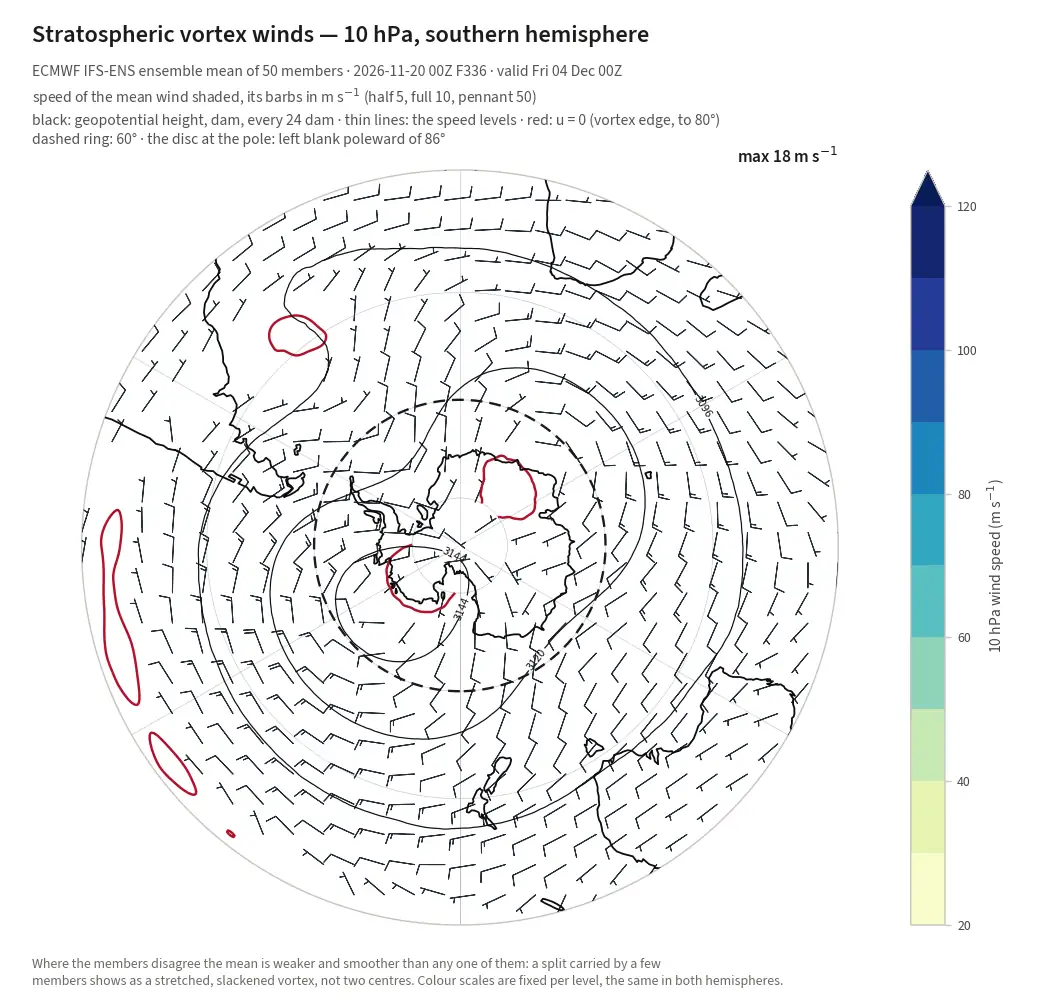 Stratospheric vortex winds — 10 hPa, southern hemisphere
ECMWF IFS-ENS ensemble mean of 50 members · 2026-11-20 00Z F336 · valid Fri 04 Dec 00Z
speed of the mean wind shaded, its barbs in m s⁻¹ (half 5, full 10, pennant 50)
black: geopotential height, dam, every 24 dam · thin lines: the speed levels · red: u = 0 (vortex edge, to 80°)
dashed ring: 60° · the disc at the pole: left blank poleward of 86°
max 18 m s⁻¹
120
100
80
60
40
20
10 hPa wind speed (m s⁻¹)
3096
3144
3144
3120
Where the members disagree the mean is weaker and smoother than any one of them: a split carried by a few
members shows as a stretched, slackened vortex, not two centres. Colour scales are fixed per level, the same in both hemispheres.